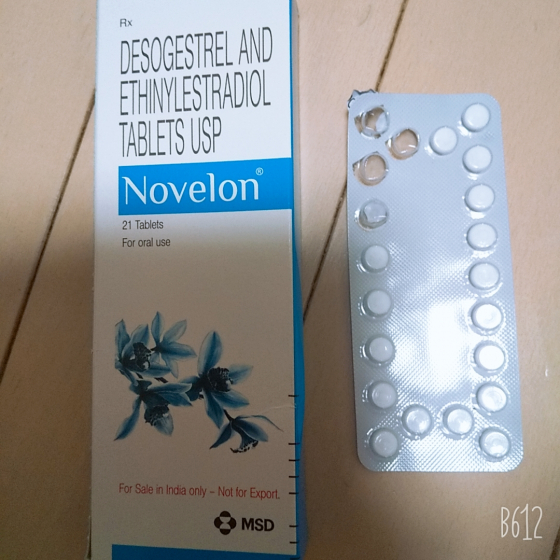 Rx
DESOGESTREL AND
ETHINYLESTRADIOL
TABLETS USP
Novelon®
21 Tablets
For oral use
For Sale in India only – Not for Export.
MSD
B612